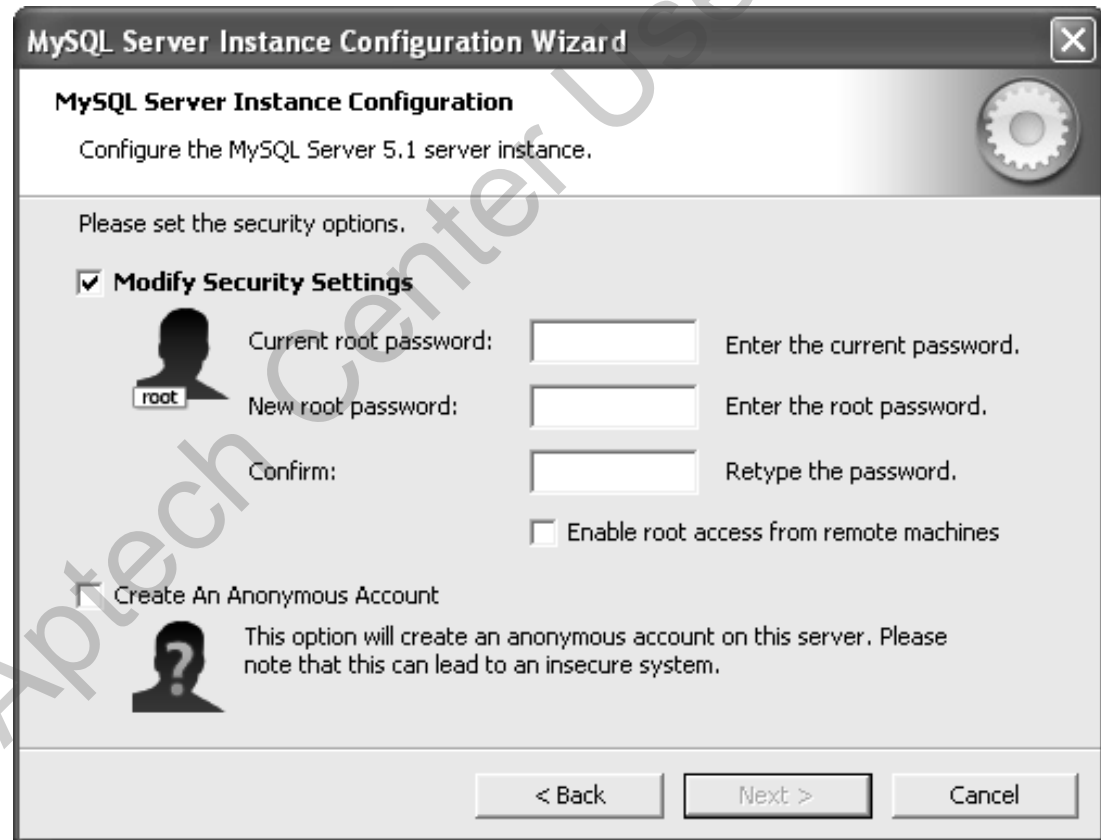 MySQL Server Instance Configuration Wizard
MySQL Server Instance Configuration
Configure the MySQL Server 5.1 server instance.
Please set the security options.
Modify Security Settings
root
Current root password:
Enter the current password.
New root password:
Enter the root password.
Confirm:
Retype the password.
Enable root access from remote machines
Create An Anonymous Account
This option will create an anonymous account on this server. Please
note that this can lead to an insecure system.
< Back
Next >
Cancel
Aptech Center Use